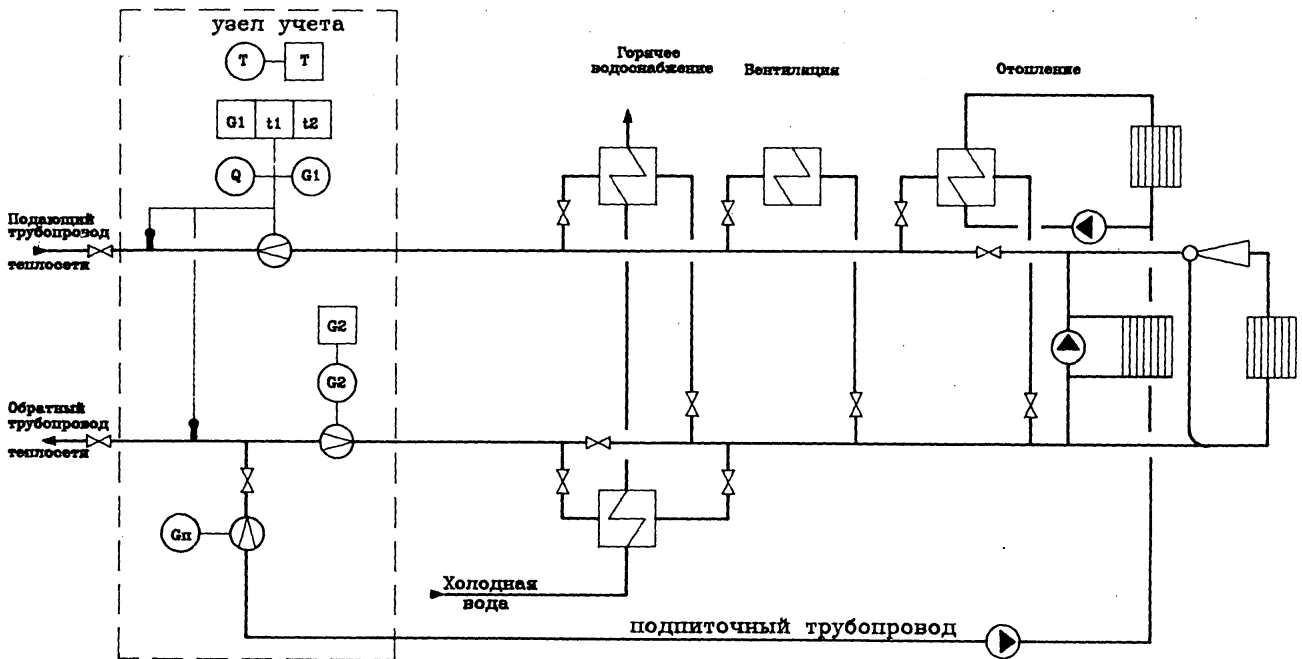 узел учета
T T
G1 t1 t2
Q G1
Горячее
водоснабжение
Вентиляция
Отопление
Подающий
трубопровод
теплосети
G2
G2
Обратный
трубопровод
теплосети
Gп
Холодная
вода
подпиточный трубопровод